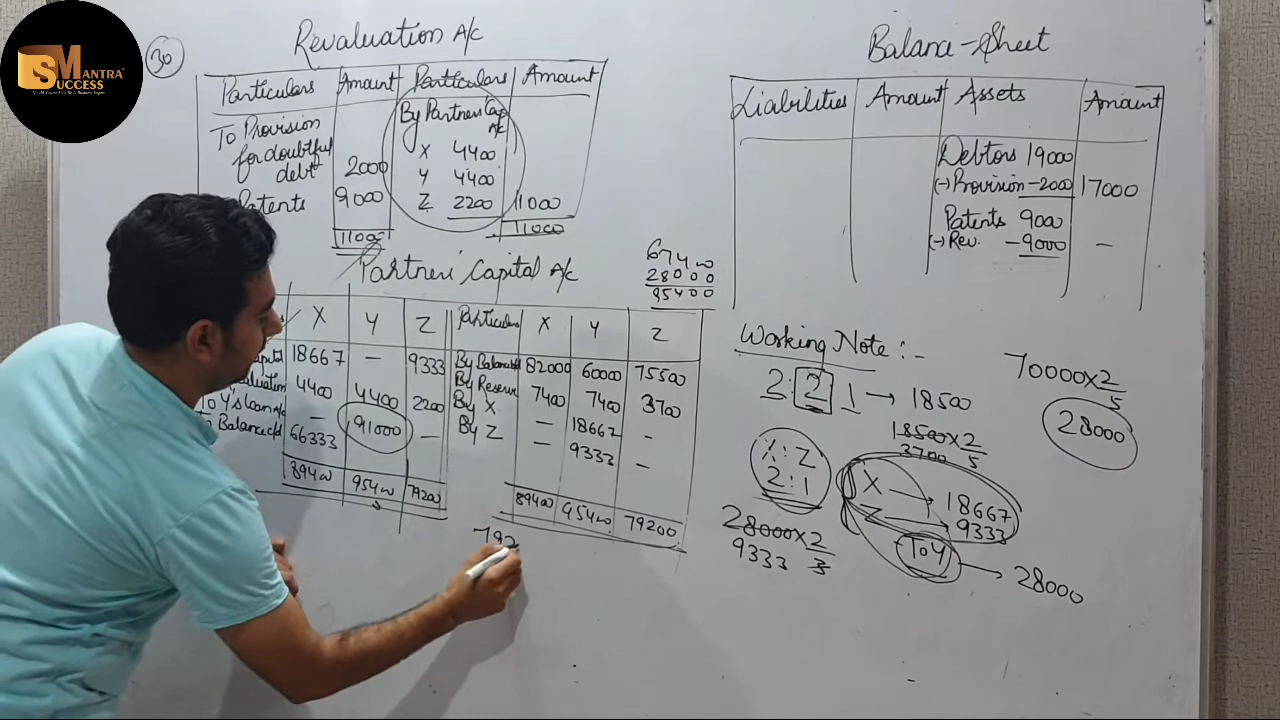 MANTRA
SUCCESS
30
Revaluation A/c
Particulars Amount Particulars Amount
To Provision
for doubtful
debt 2000
Patents 9000
By Partners' Cap
A/c
X 4400
Y 4400
Z 2200 11000
11000 11000
Partners' Capital A/c
67400
28000
95400
X Y Z Particulars X Y Z
18667 — 9333 By Balance b/d 82000 60000 75500
4400 4400 2200 By Reserve 7400 7400 3700
To Y's loan A/c — 91000 — By X — 18667 -
To Balance c/d 66333 By Z — 9333 -
89400 95400 79200 89400 95400 79200
792
Balance-Sheet
Liabilities Amount Assets Amount
Debtors 19000
(-) Provision -2000 17000
Patents 9000
(-) Rev. -9000 —
Working Note :-
2:2 1 → 18500
18500×2/5
3700
70000×2/5
28000
X:Z
2:1
28000×2/3
9333
X → 18667
Z → 9333
To Y → 28000